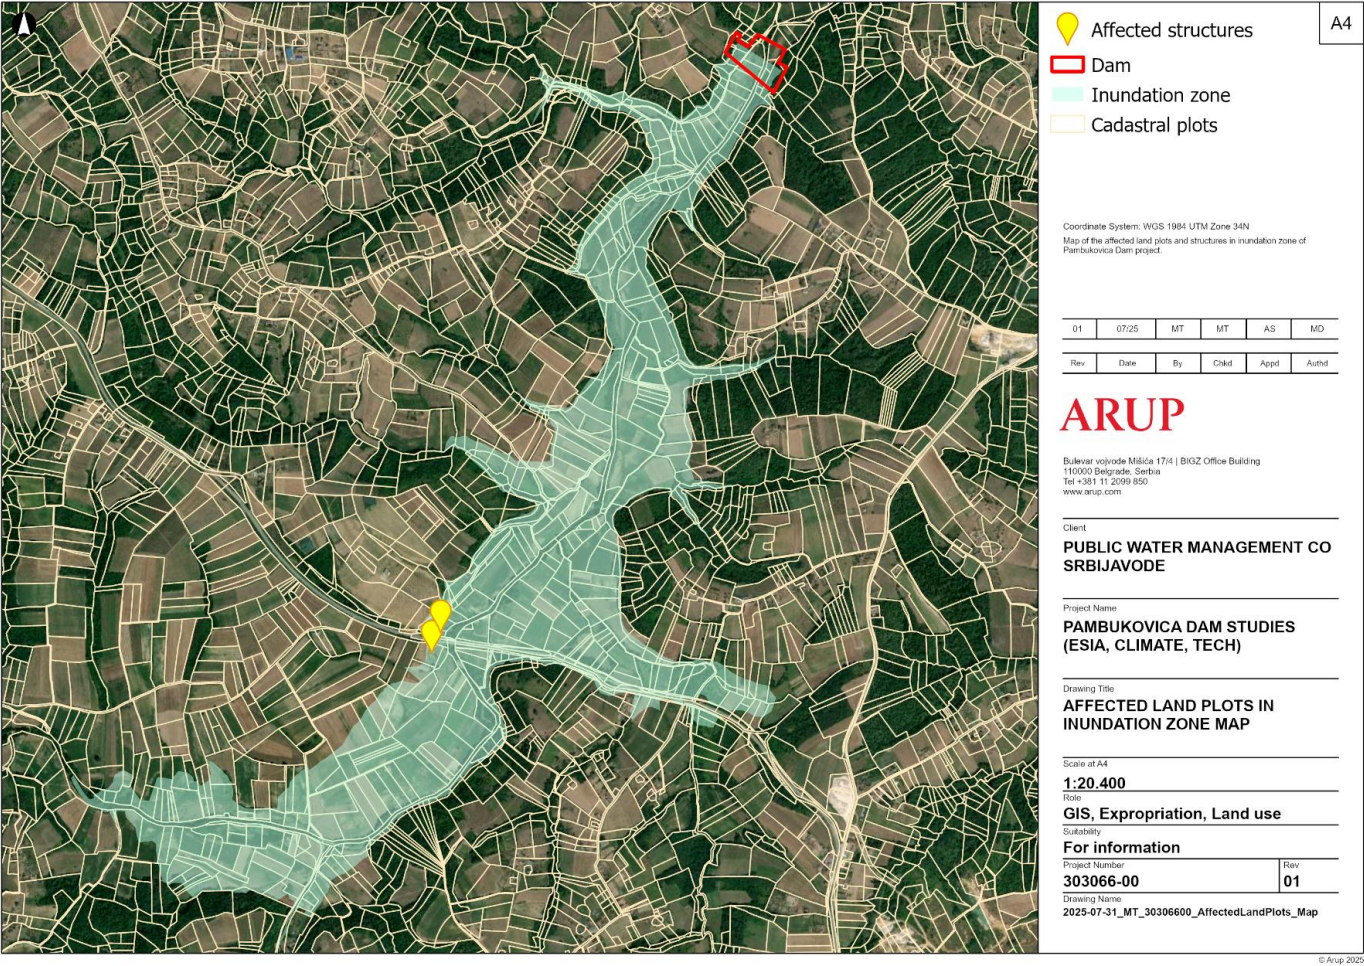 Affected structures
A4
Dam
Inundation zone
Cadastral plots
Coordinate System: WGS 1984 UTM Zone 34N
Map of the affected land plots and structures in inundation zone of
Pambukovica Dam project.
01 07/25 MT MT AS MD
Rev Date By Chkd Appd Authd
ARUP
Bulevar vojvode Mišića 17/4 | BIGZ Office Building
110000 Belgrade, Serbia
Tel +381 11 2099 850
www.arup.com
Client
PUBLIC WATER MANAGEMENT CO
SRBIJAVODE
Project Name
PAMBUKOVICA DAM STUDIES
(ESIA, CLIMATE, TECH)
Drawing Title
AFFECTED LAND PLOTS IN
INUNDATION ZONE MAP
Scale at A4
1:20.400
Role
GIS, Expropriation, Land use
Suitability
For information
Project Number Rev
303066-00 01
Drawing Name
2025-07-31_MT_30306600_AffectedLandPlots_Map
© Arup 2025